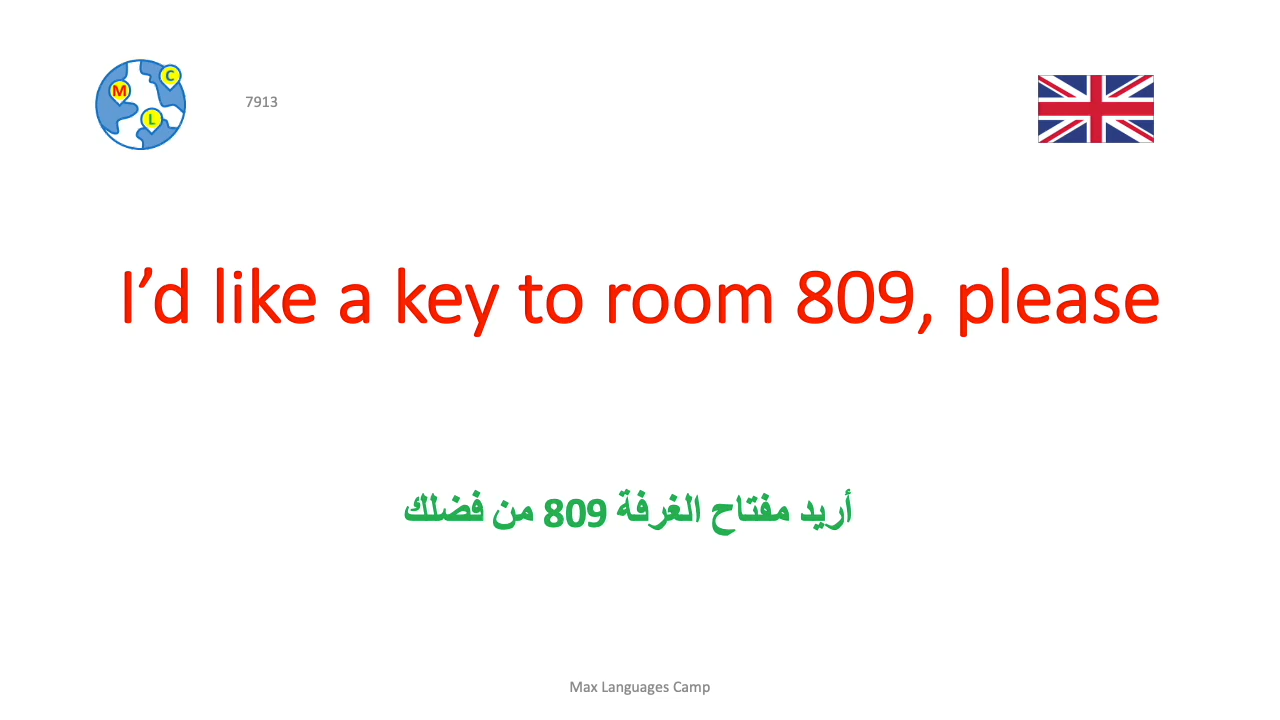 C
M
L
7913
I’d like a key to room 809, please
أريد مفتاح الغرفة 809 من فضلك
Max Languages Camp